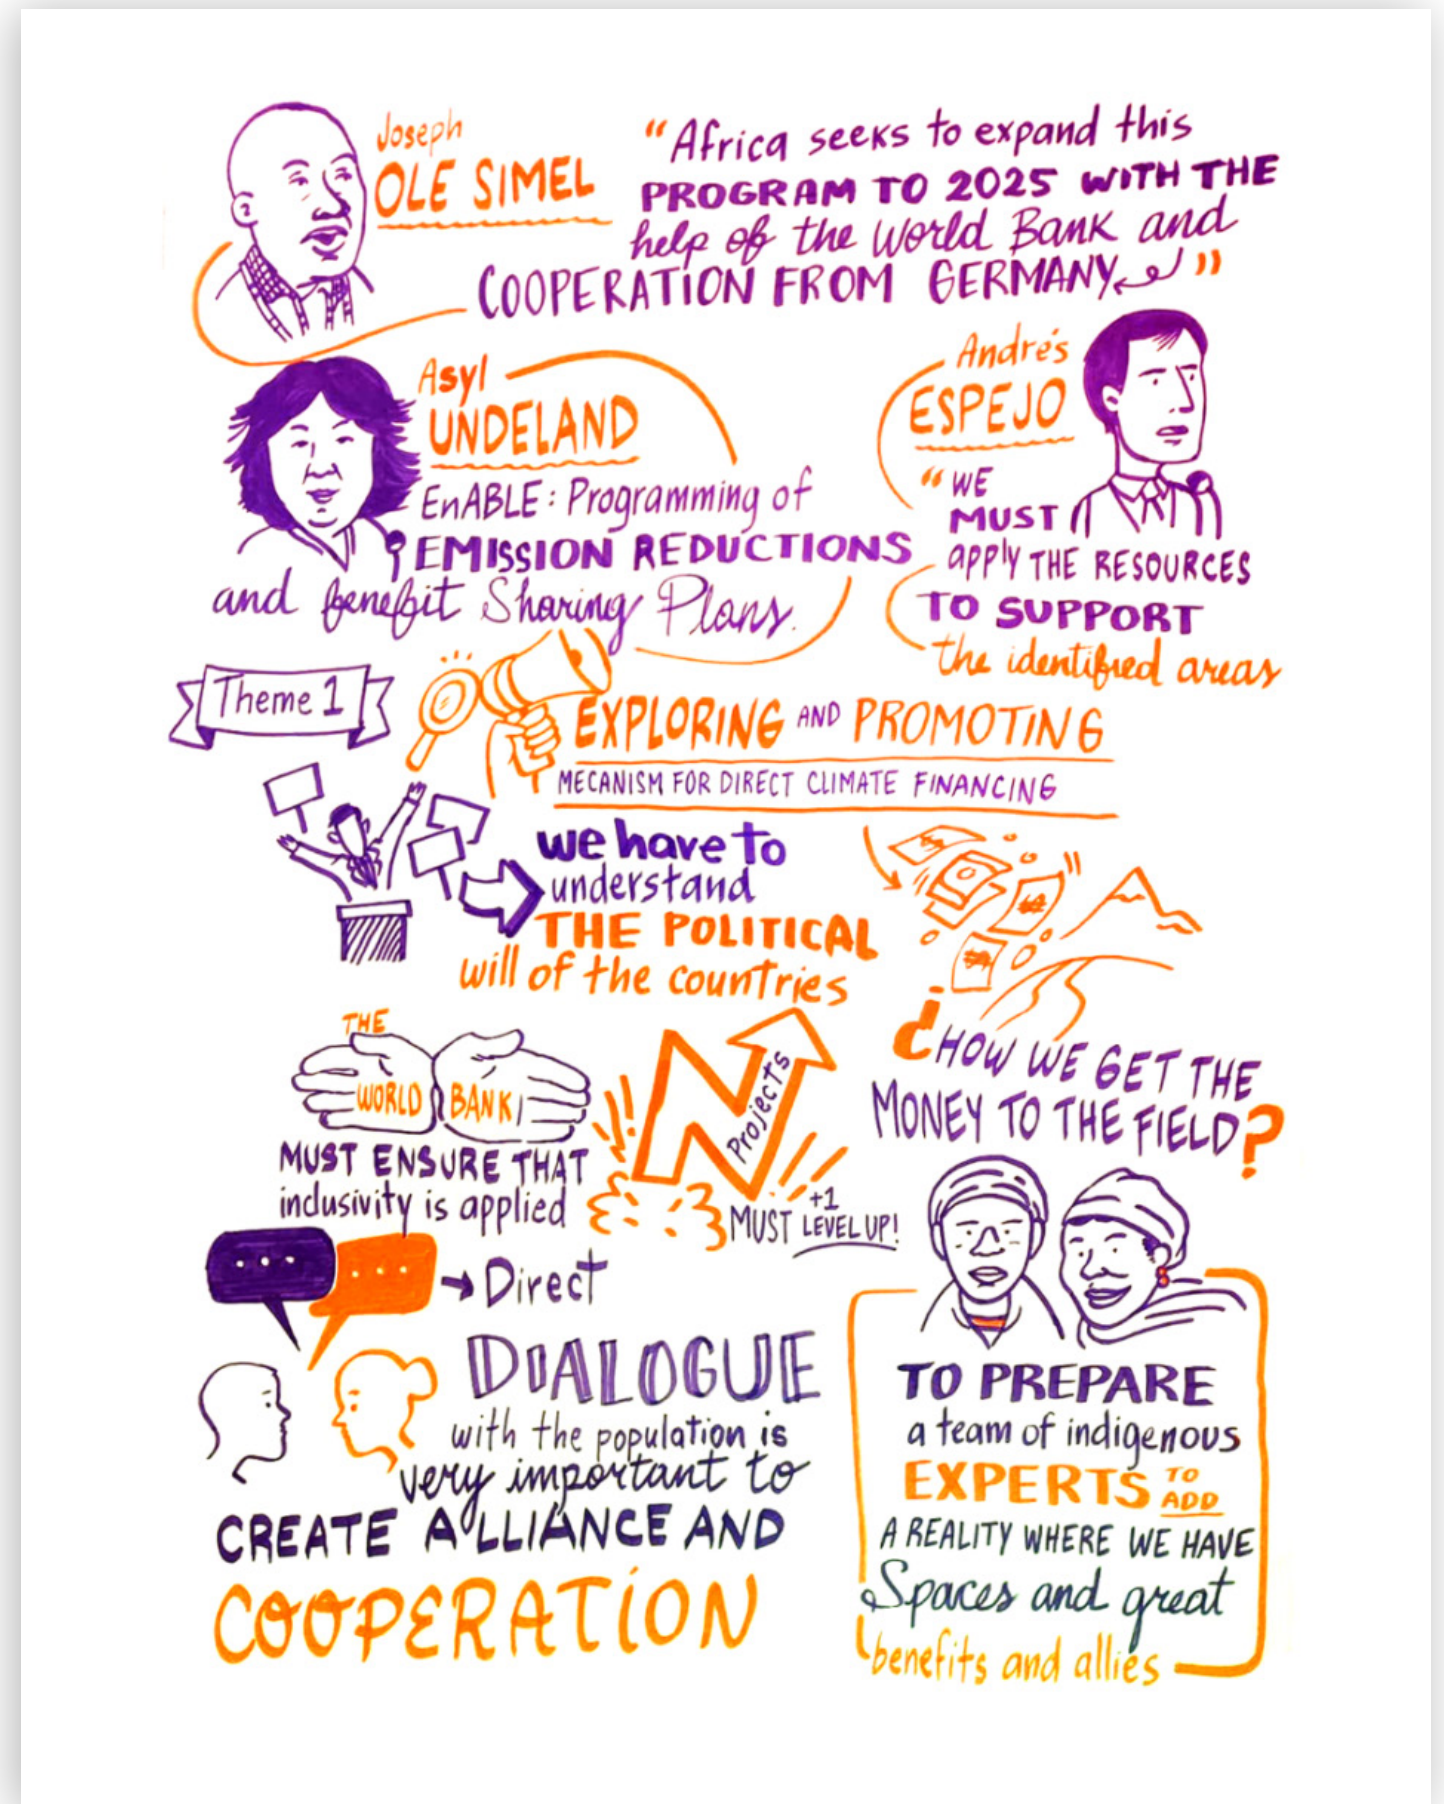 Joseph
OLE SIMEL
"Africa seeks to expand this
PROGRAM TO 2025 WITH THE
help of the World Bank and
COOPERATION FROM GERMANY"
Asyl
UNDELAND
EnABLE: Programming of
EMISSION REDUCTIONS
and benefit Sharing Plans.
Andrés
ESPEJO
"WE
MUST
apply THE RESOURCES
TO SUPPORT
the identified areas
Theme 1
EXPLORING AND PROMOTING
MECANISM FOR DIRECT CLIMATE FINANCING
we have to
understand
THE POLITICAL
will of the countries
$
$
$
¿HOW WE GET THE
MONEY TO THE FIELD?
THE
WORLD BANK
MUST ENSURE THAT
inclusivity is applied
Projects
MUST LEVEL UP!
+1
Direct
DIALOGUE
with the population is
very important to
CREATE ALLIANCE AND
COOPERATION
TO PREPARE
a team of indigenous
EXPERTS TO ADD
A REALITY WHERE WE HAVE
Spaces and great
benefits and allies